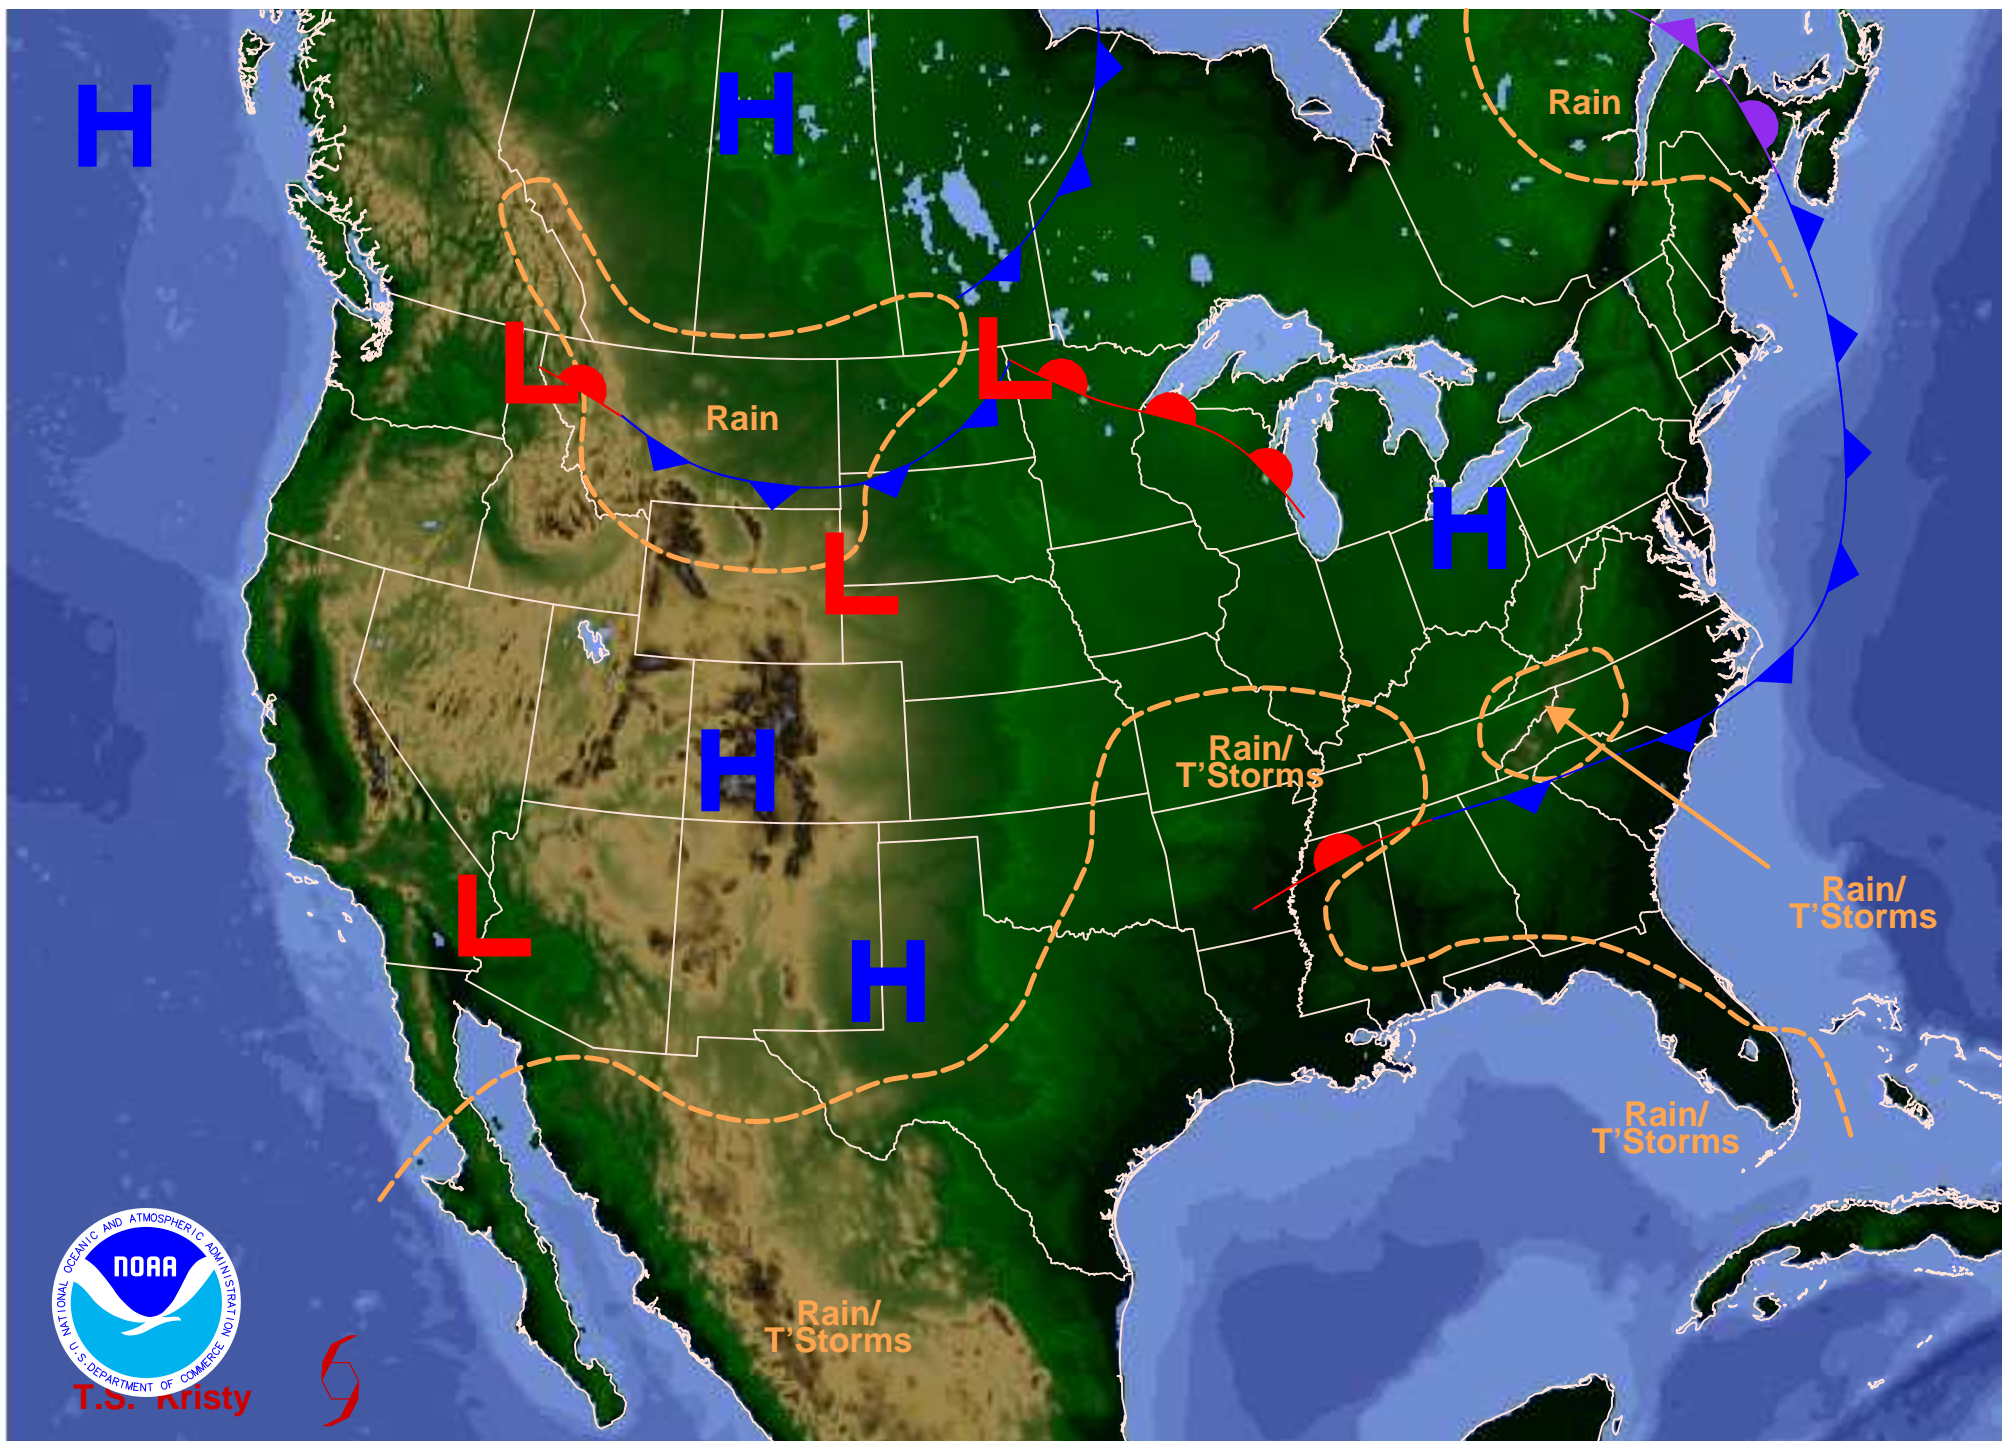 H
H
Rain
L
L
Rain
H
L
H
Rain/
T'Storms
L
H
Rain/
T'Storms
Rain/
T'Storms
Rain/
T'Storms
NATIONAL OCEANIC AND ATMOSPHERIC ADMINISTRATION
NOAA
U.S. DEPARTMENT OF COMMERCE
T.S. Kristy